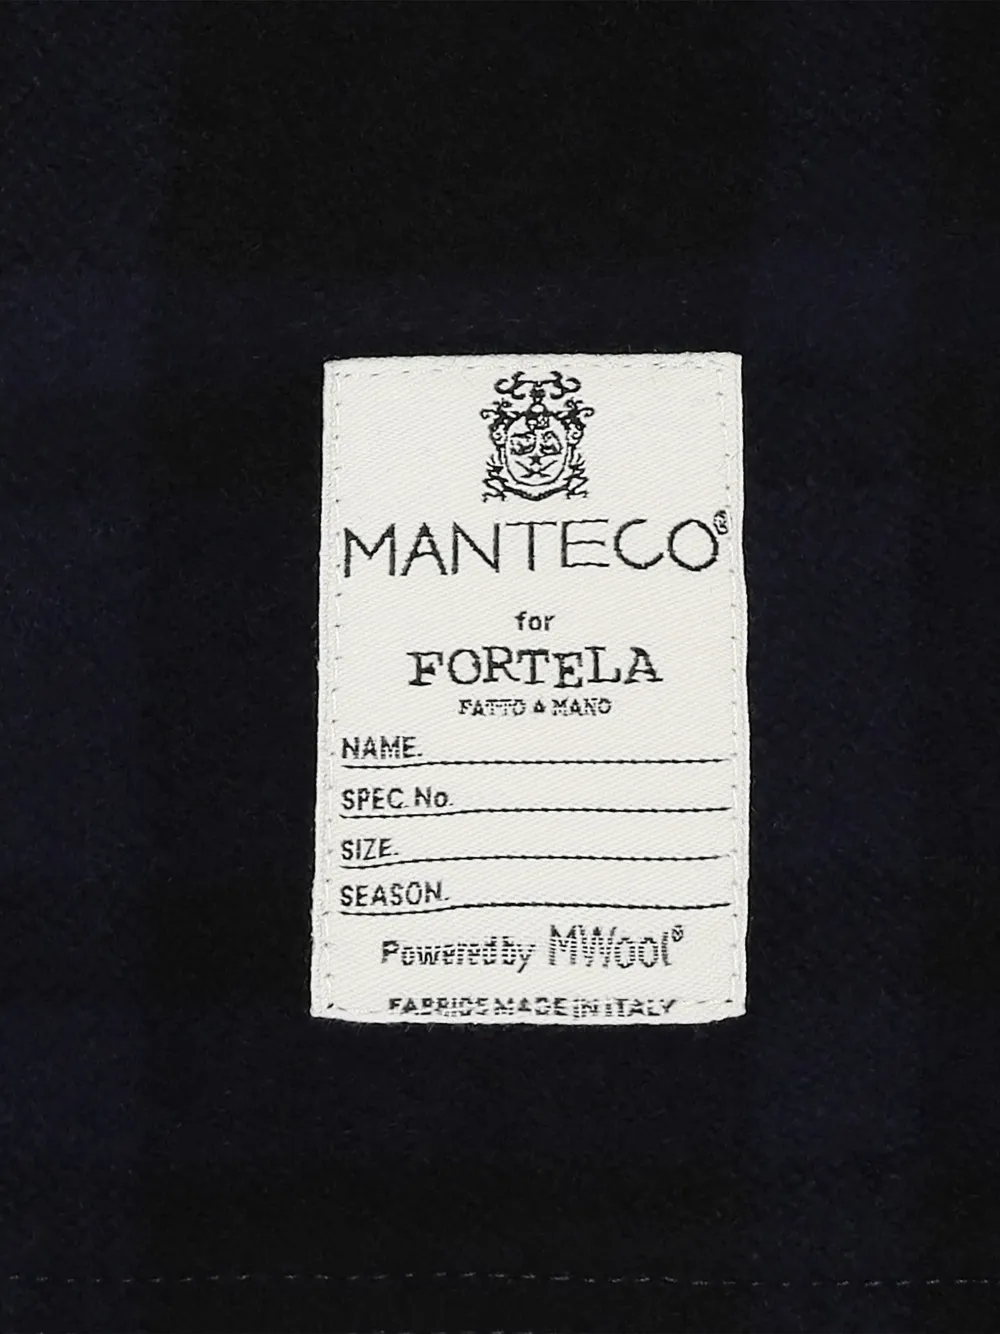 MANTECO®
for
FORTELA
FATTO A MANO
NAME.
SPEC. No.
SIZE.
SEASON.
Powered by MWool®
FABRICS MADE IN ITALY